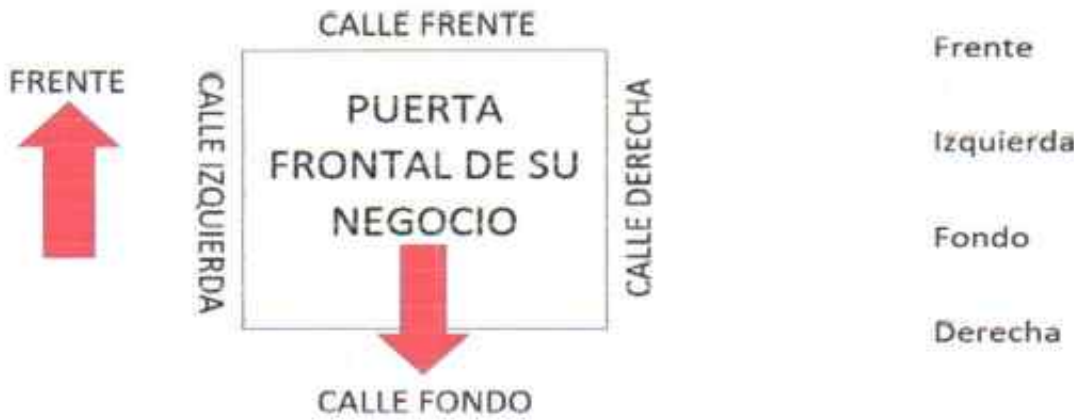 CALLE FRENTE
FRENTE
CALLE IZQUIERDA
PUERTA
FRONTAL DE SU
NEGOCIO
CALLE DERECHA
CALLE FONDO
Frente
Izquierda
Fondo
Derecha